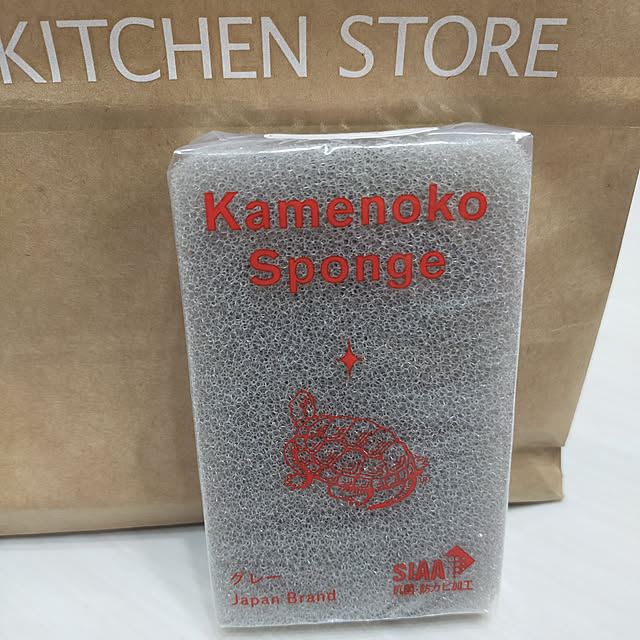 KITCHEN STORE
Kamenoko
Sponge
グレー
Japan Brand
SIAA
抗菌・防カビ加工